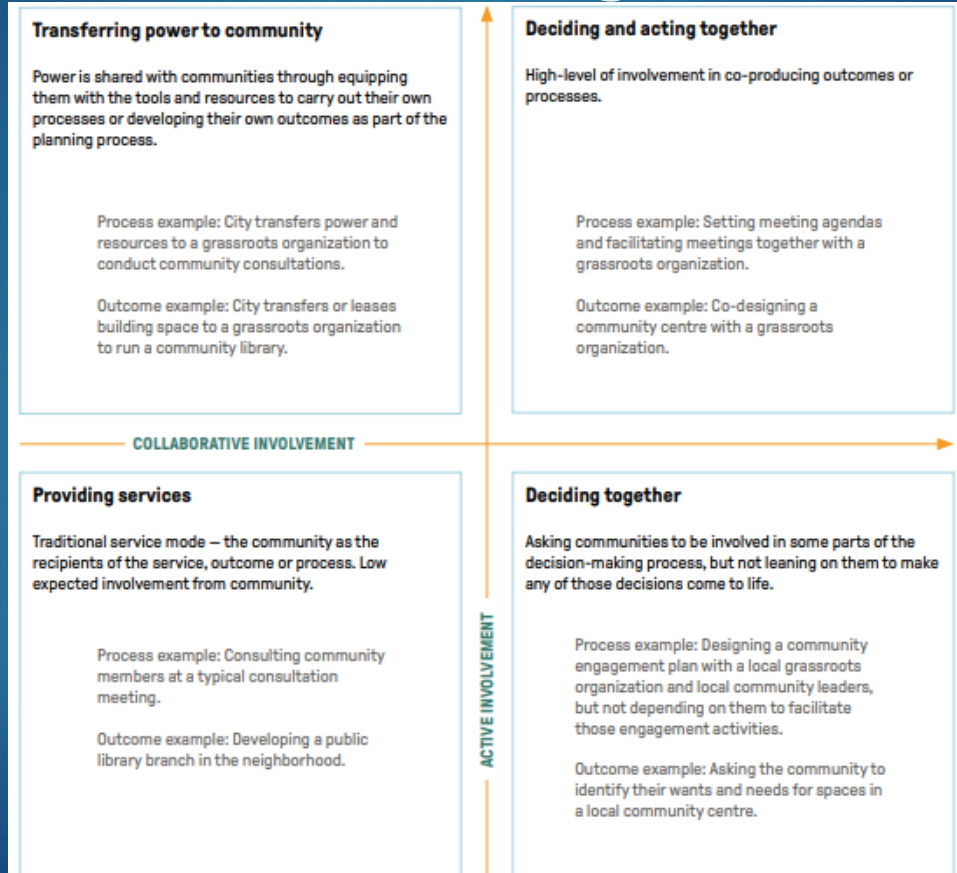 Transferring power to community
Power is shared with communities through equipping
them with the tools and resources to carry out their own
processes or developing their own outcomes as part of the
planning process.
Process example: City transfers power and
resources to a grassroots organization to
conduct community consultations.
Outcome example: City transfers or leases
building space to a grassroots organization
to run a community library.
Deciding and acting together
High-level of involvement in co-producing outcomes or
processes.
Process example: Setting meeting agendas
and facilitating meetings together with a
grassroots organization.
Outcome example: Co-designing a
community centre with a grassroots
organization.
COLLABORATIVE INVOLVEMENT
Providing services
Traditional service mode – the community as the
recipients of the service, outcome or process. Low
expected involvement from community.
Process example: Consulting community
members at a typical consultation
meeting.
Outcome example: Developing a public
library branch in the neighborhood.
ACTIVE INVOLVEMENT
Deciding together
Asking communities to be involved in some parts of the
decision-making process, but not leaning on them to make
any of those decisions come to life.
Process example: Designing a community
engagement plan with a local grassroots
organization and local community leaders,
but not depending on them to facilitate
those engagement activities.
Outcome example: Asking the community to
identify their wants and needs for spaces in
a local community centre.